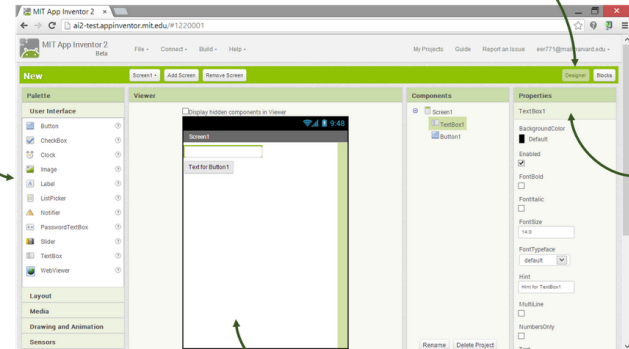 MIT App Inventor 2
ai2-test.appinventor.mit.edu/#1220001
MIT App Inventor 2
Beta
File Connect Build Help
My Projects Guide Report an Issue
New
Screen1 Add Screen Remove Screen
Designer Blocks
Palette
Viewer
Components
Properties
User Interface
Button
CheckBox
Clock
Image
Label
ListPicker
Notifier
PasswordTextBox
Slider
TextBox
WebViewer
Layout
Media
Drawing and Animation
Sensors
Display hidden components in Viewer
9:48
Screen1
Text for Button1
Screen1
TextBox1
Button1
Rename Delete Project
TextBox1
BackgroundColor
Default
Enabled
FontBold
FontItalic
FontSize
14.0
FontTypeface
default
Hint
Hint for TextBox1
MultiLine
NumbersOnly